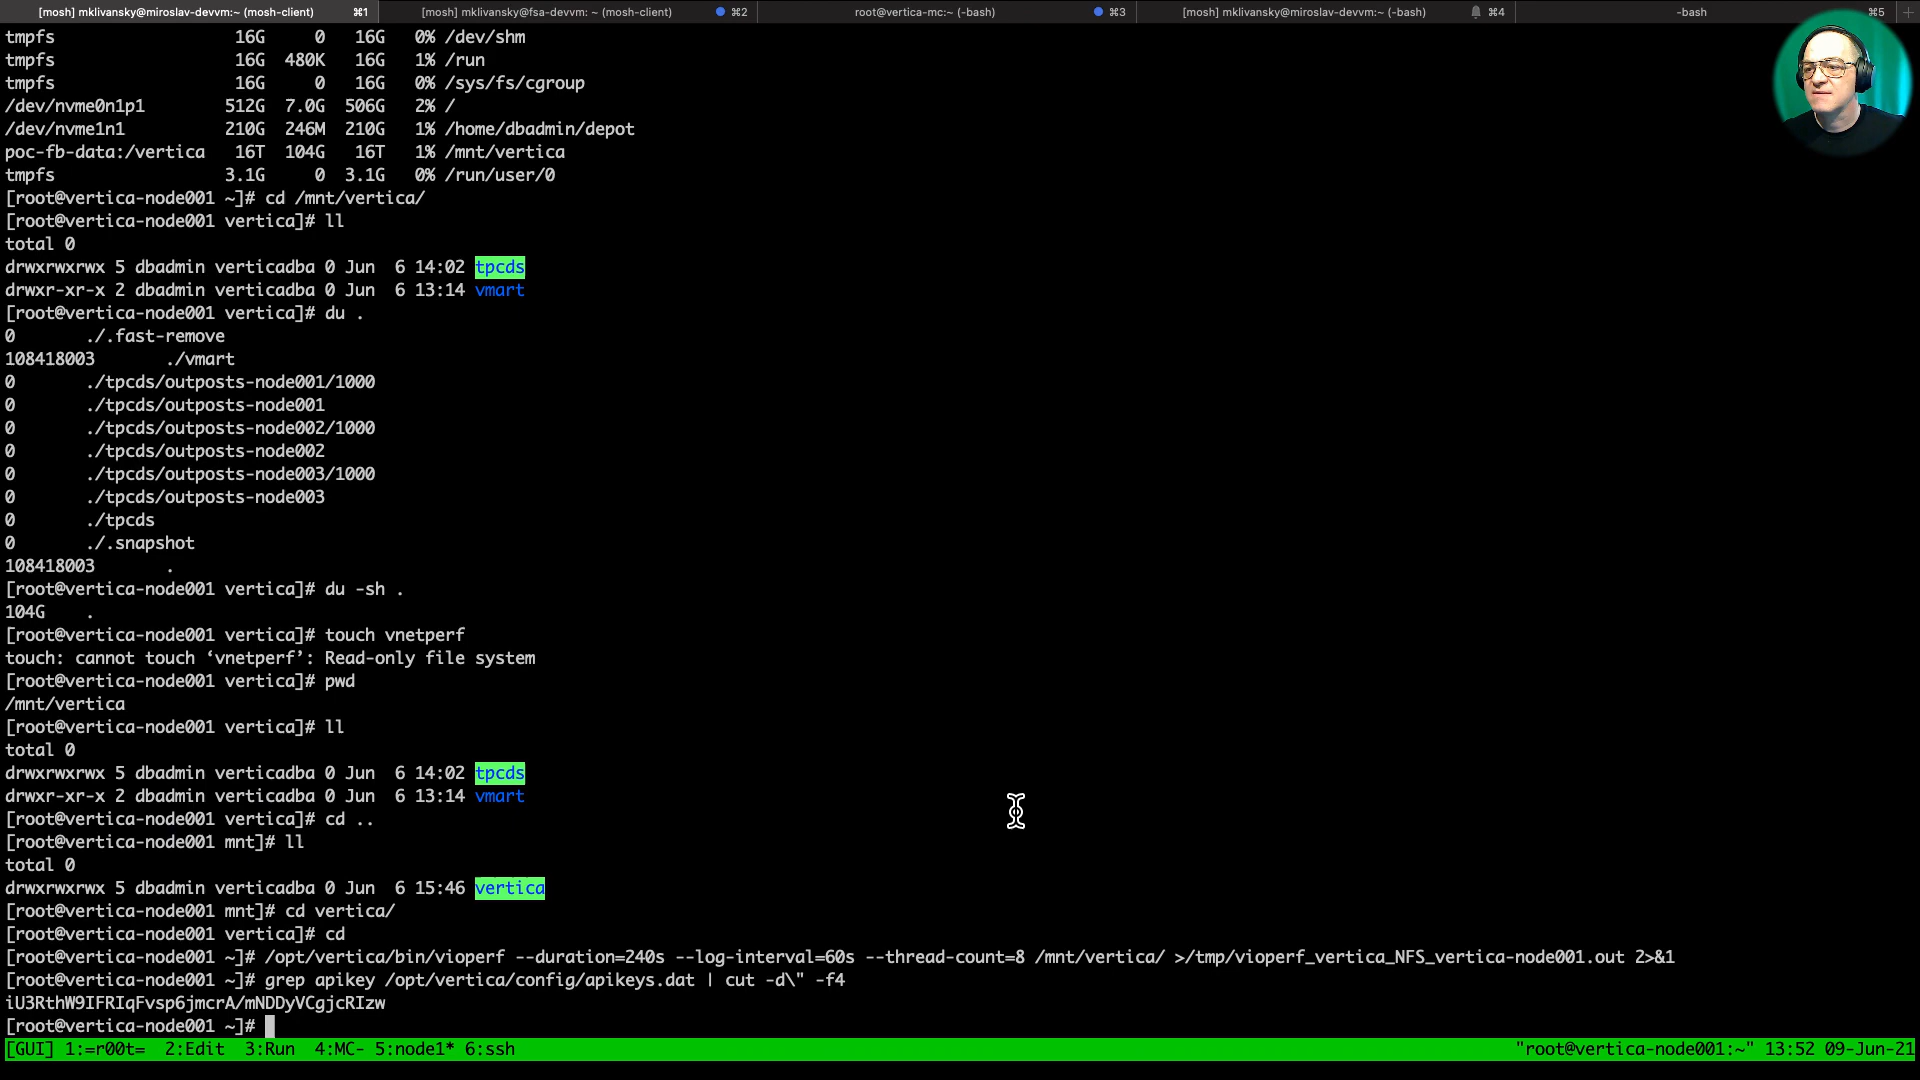 [mosh] mklivansky@miroslav-devvm:~ (mosh-client) ⌘1 [mosh] mklivansky@fsa-devvm: ~ (mosh-client) ⌘2 root@vertica-mc:~ (-bash) ⌘3 [mosh] mklivansky@miroslav-devvm:~ (-bash) ⌘4 -bash ⌘5
tmpfs 16G 0 16G 0% /dev/shm
tmpfs 16G 480K 16G 1% /run
tmpfs 16G 0 16G 0% /sys/fs/cgroup
/dev/nvme0n1p1 512G 7.0G 506G 2% /
/dev/nvme1n1 210G 246M 210G 1% /home/dbadmin/depot
poc-fb-data:/vertica 16T 104G 16T 1% /mnt/vertica
tmpfs 3.1G 0 3.1G 0% /run/user/0
[root@vertica-node001 ~]# cd /mnt/vertica/
[root@vertica-node001 vertica]# ll
total 0
drwxrwxrwx 5 dbadmin verticadba 0 Jun 6 14:02 tpcds
drwxr-xr-x 2 dbadmin verticadba 0 Jun 6 13:14 vmart
[root@vertica-node001 vertica]# du .
0 ./.fast-remove
108418003 ./vmart
0 ./tpcds/outposts-node001/1000
0 ./tpcds/outposts-node001
0 ./tpcds/outposts-node002/1000
0 ./tpcds/outposts-node002
0 ./tpcds/outposts-node003/1000
0 ./tpcds/outposts-node003
0 ./tpcds
0 ./.snapshot
108418003 .
[root@vertica-node001 vertica]# du -sh .
104G .
[root@vertica-node001 vertica]# touch vnetperf
touch: cannot touch ‘vnetperf’: Read-only file system
[root@vertica-node001 vertica]# pwd
/mnt/vertica
[root@vertica-node001 vertica]# ll
total 0
drwxrwxrwx 5 dbadmin verticadba 0 Jun 6 14:02 tpcds
drwxr-xr-x 2 dbadmin verticadba 0 Jun 6 13:14 vmart
[root@vertica-node001 vertica]# cd ..
[root@vertica-node001 mnt]# ll
total 0
drwxrwxrwx 5 dbadmin verticadba 0 Jun 6 15:46 vertica
[root@vertica-node001 mnt]# cd vertica/
[root@vertica-node001 vertica]# cd
[root@vertica-node001 ~]# /opt/vertica/bin/vioperf --duration=240s --log-interval=60s --thread-count=8 /mnt/vertica/ >/tmp/vioperf_vertica_NFS_vertica-node001.out 2>&1
[root@vertica-node001 ~]# grep apikey /opt/vertica/config/apikeys.dat | cut -d\" -f4
iU3RthW9IFRIqFvsp6jmcrA/mNDDyVCgjcRIzw
[root@vertica-node001 ~]#
[GUI] 1:=r00t= 2:Edit 3:Run 4:MC- 5:node1* 6:ssh "root@vertica-node001:~" 13:52 09-Jun-21